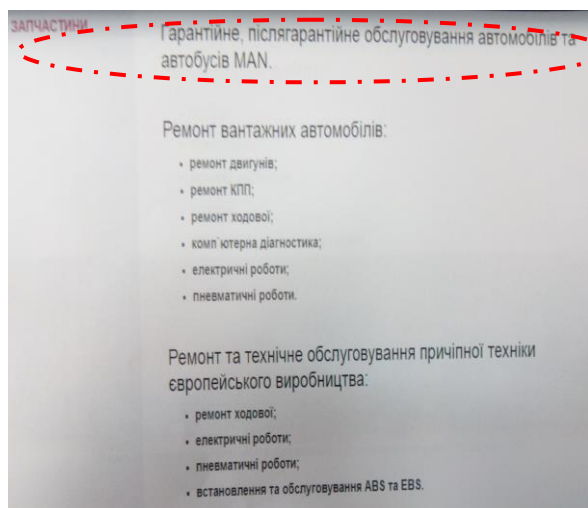 ЗАПЧАСТИНИ
Гарантійне, післягарантійне обслуговування автомобілів та
автобусів MAN.
Ремонт вантажних автомобілів:
• ремонт двигунів;
• ремонт КПП;
• ремонт ходової;
• комп`ютерна діагностика;
• електричні роботи;
• пневматичні роботи.
Ремонт та технічне обслуговування причіпної техніки
європейського виробництва:
• ремонт ходової;
• електричні роботи;
• пневматичні роботи;
• встановлення та обслуговування ABS та EBS.